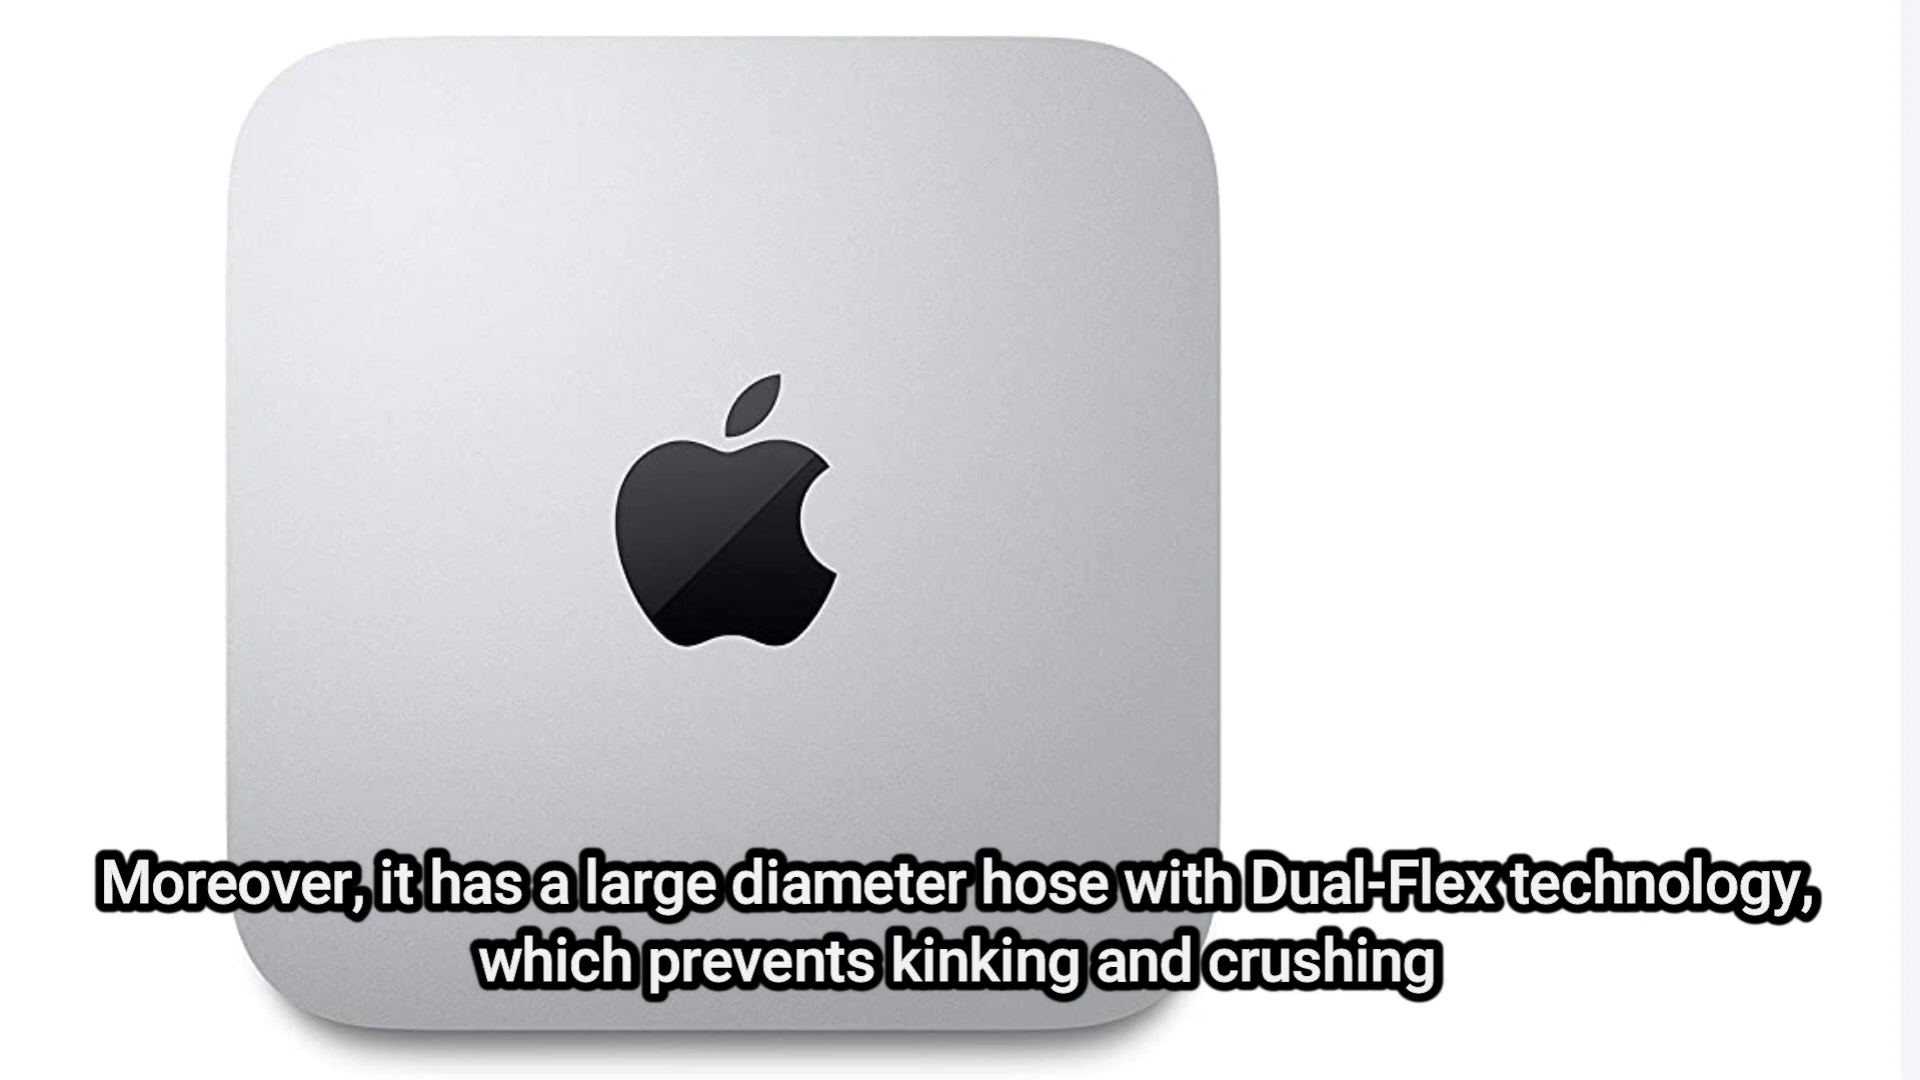 Moreover, it has a large diameter hose with Dual-Flex technology,
which prevents kinking and crushing